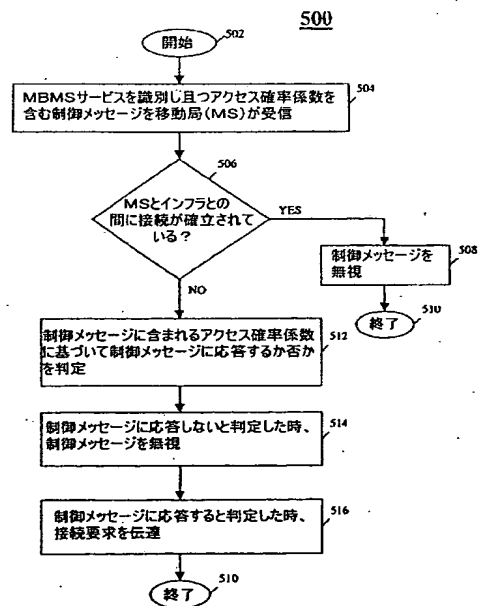 500
開始
502
MBMSサービスを識別し且つアクセス確率係数を
含む制御メッセージを移動局(MS)が受信
504
506
MSとインフラとの
間に接続が確立されて
いる?
YES
制御メッセージを
無視
508
終了
510
NO
制御メッセージに含まれるアクセス確率係数
に基づいて制御メッセージに応答するか否か
を判定
512
制御メッセージに応答しないと判定した時、
制御メッセージを無視
514
制御メッセージに応答すると判定した時、
接続要求を伝達
516
終了
510